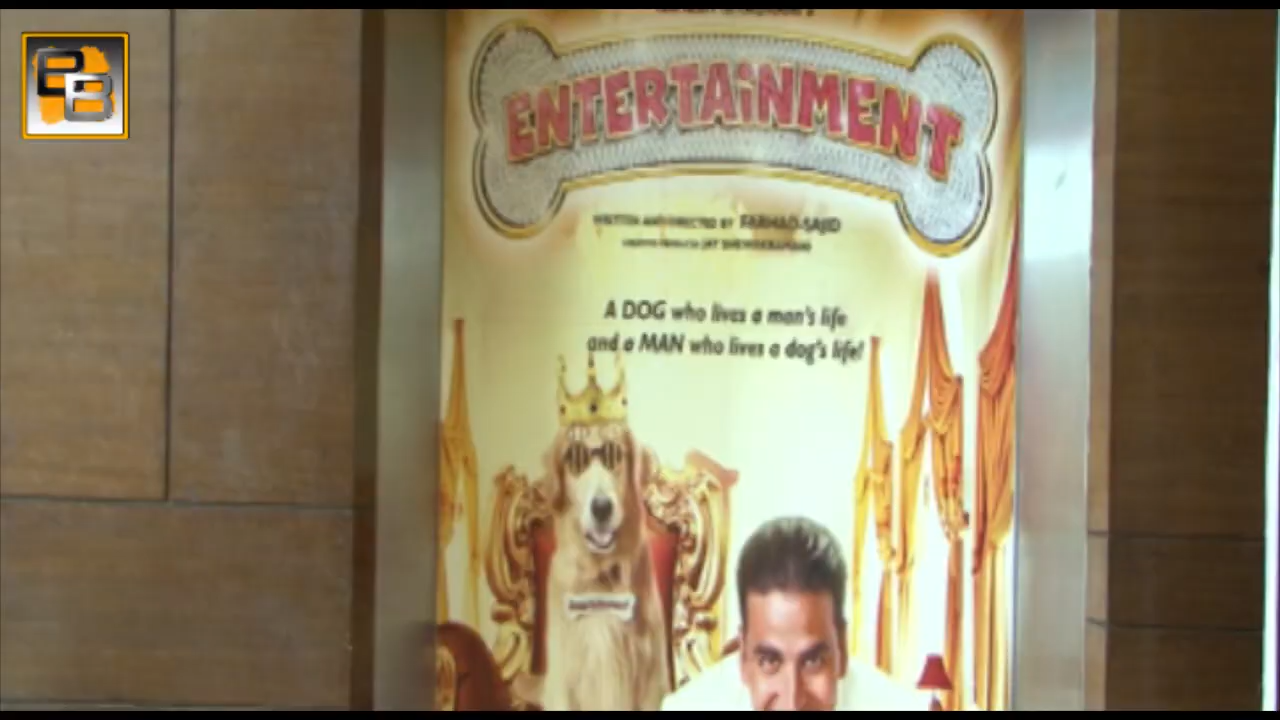 ENTERTAiNMENT
WRITTEN AND DIRECTED BY FARHAD-SAJID
A DOG who lives a man's life
and a MAN who lives a dog's life!